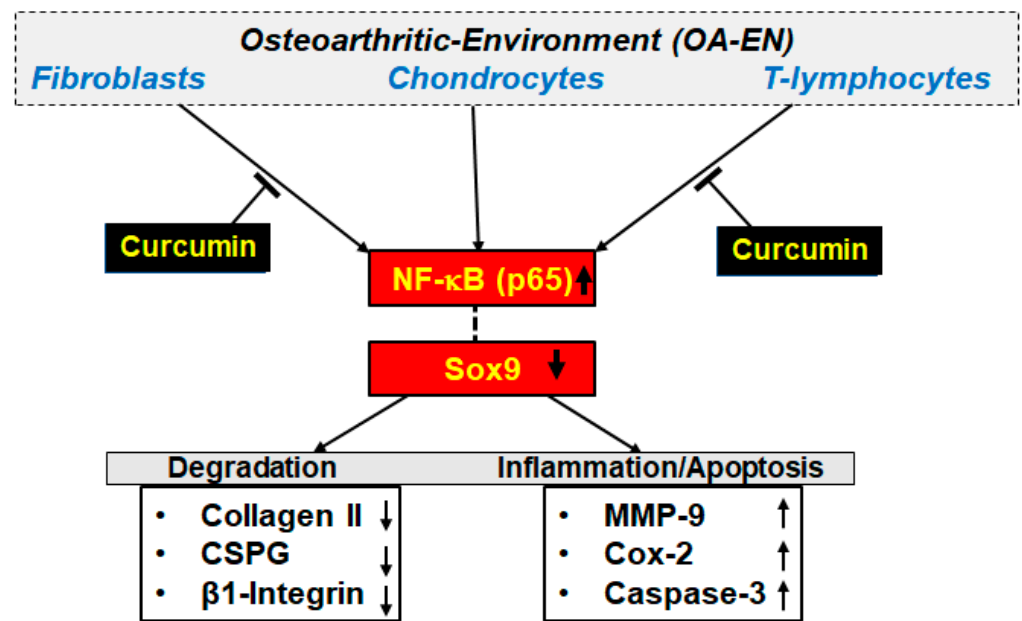 Osteoarthritic-Environment (OA-EN)
Fibroblasts Chondrocytes T-lymphocytes
Curcumin Curcumin
NF-κB (p65)
Sox9
Degradation Inflammation/Apoptosis
• Collagen II ↓ • MMP-9 ↑
• CSPG ↓ • Cox-2 ↑
• β1-Integrin ↓ • Caspase-3 ↑